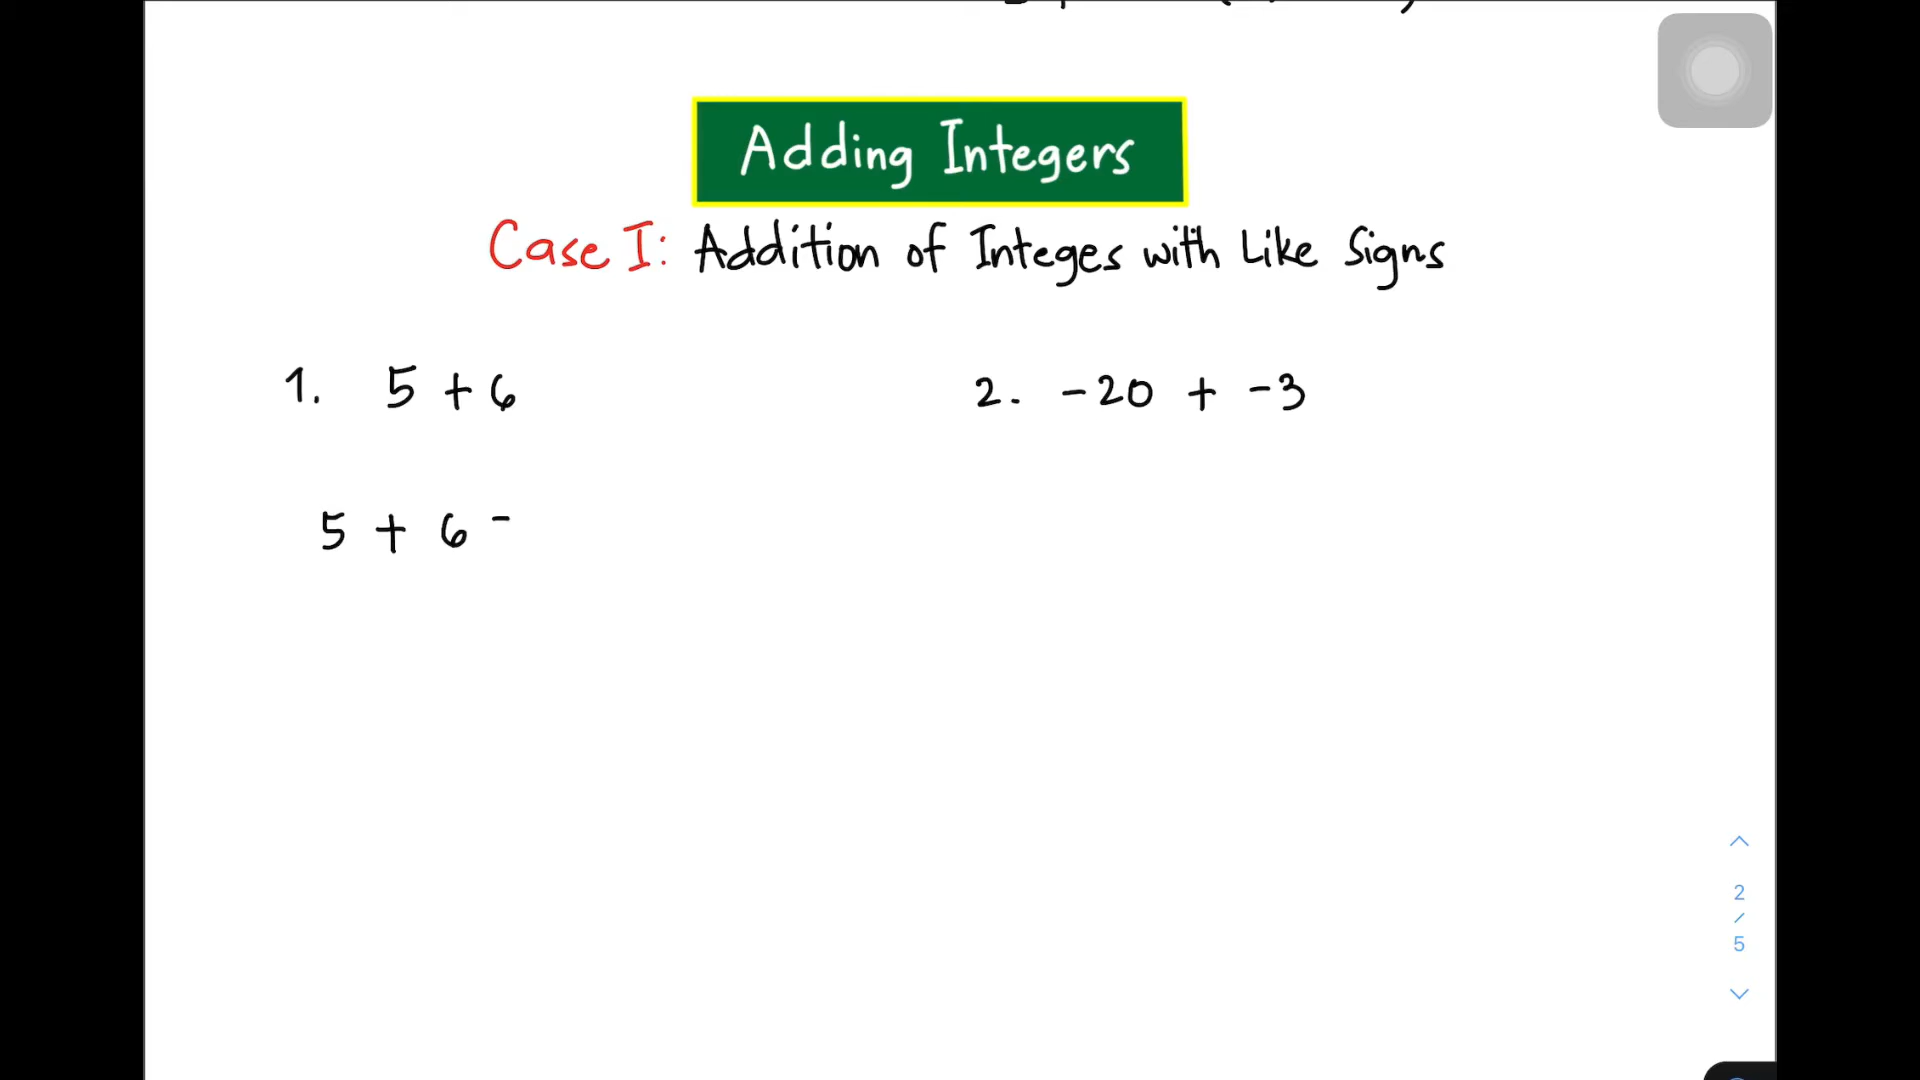 Adding Integers
Case I: Addition of Integes with Like Signs
1. 5 + 6
2. -20 + -3
5 + 6 -
2
/
5